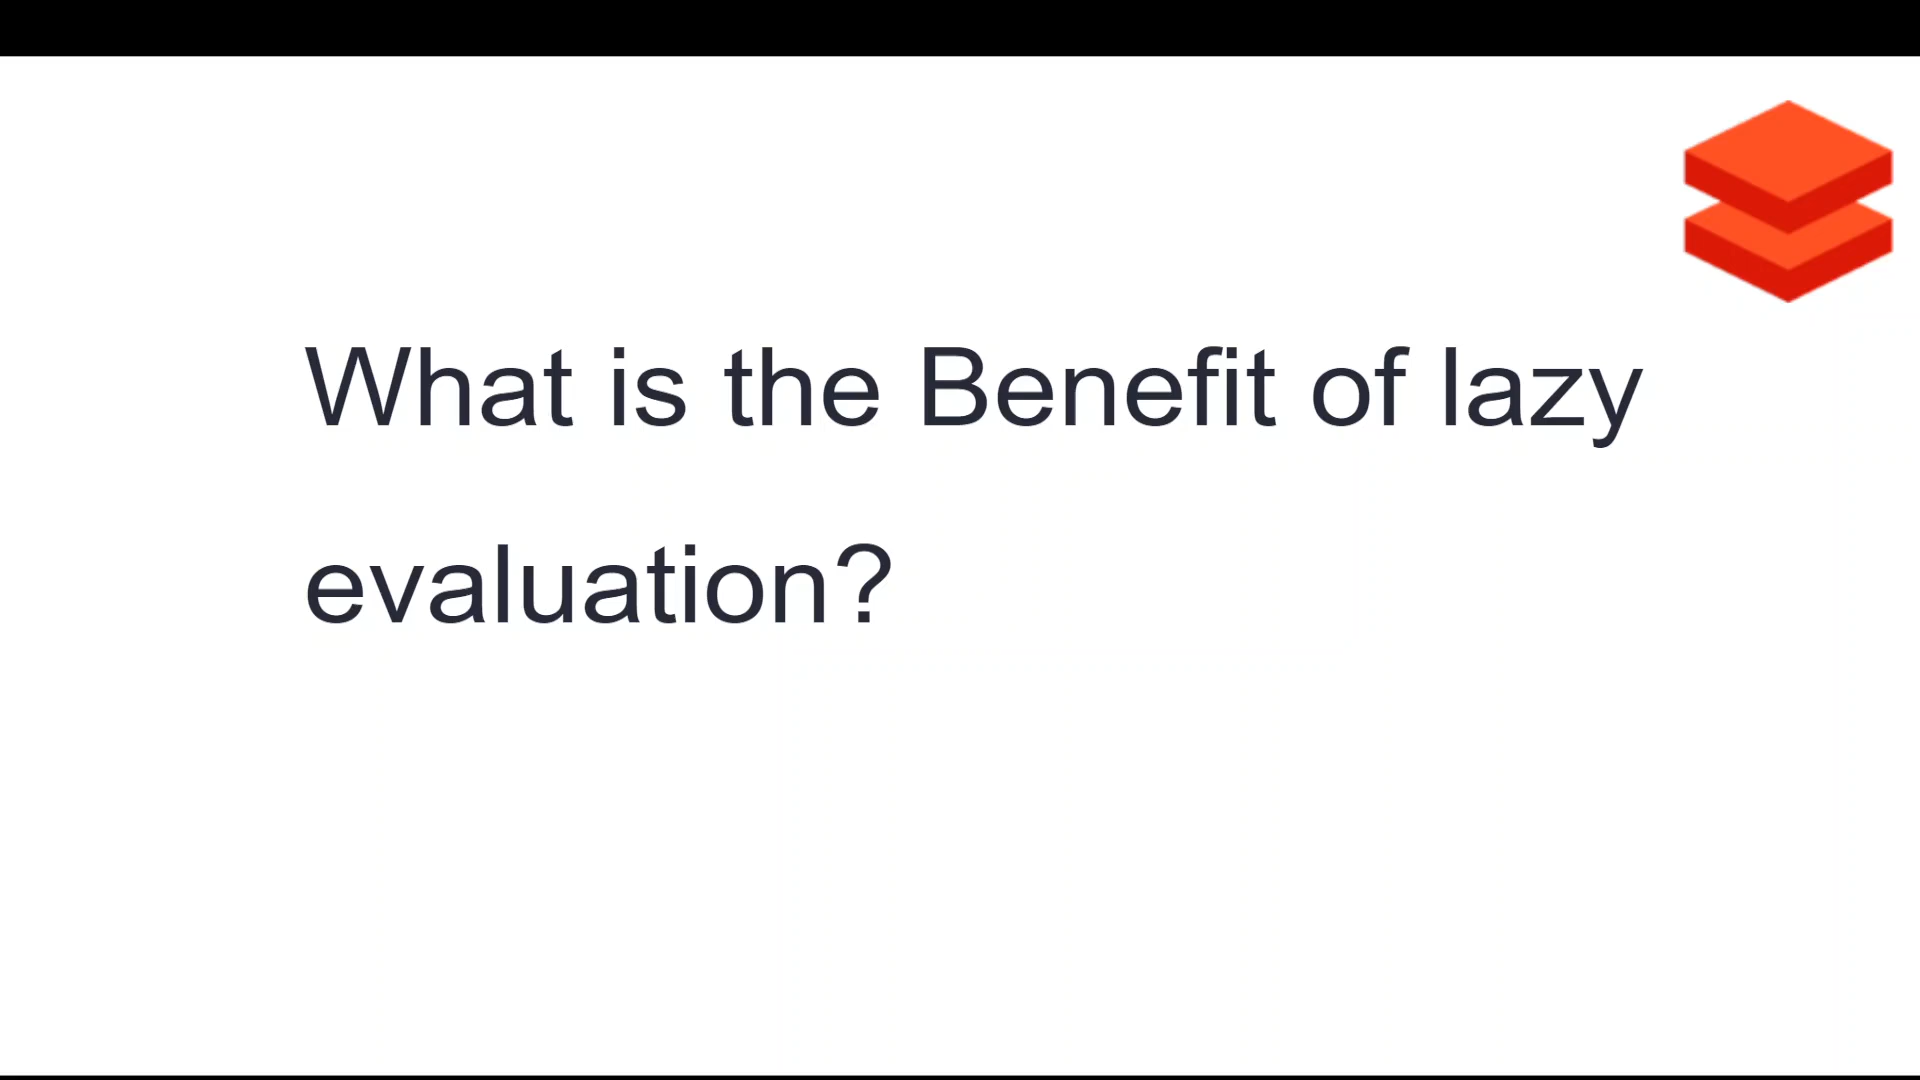 What is the Benefit of lazy
evaluation?